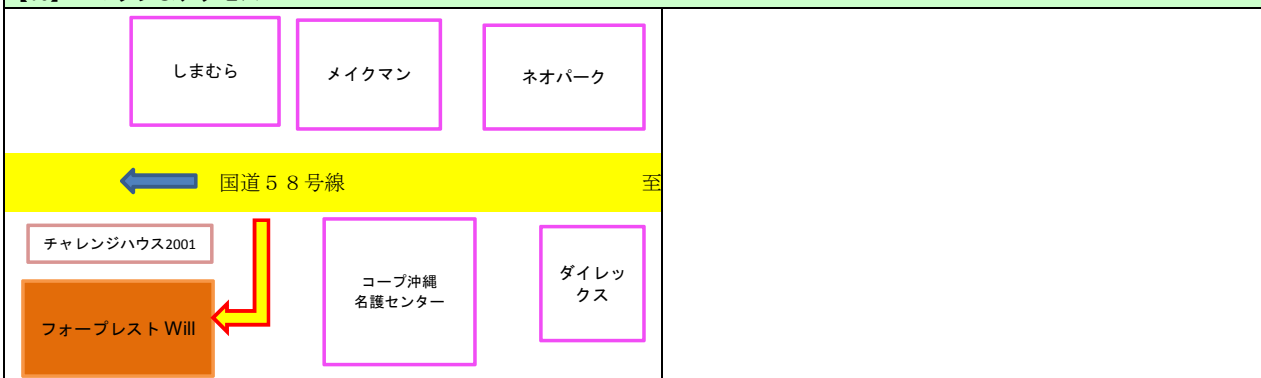 しまむら
メイクマン
ネオパーク
国道５８号線
至
チャレンジハウス2001
コープ沖縄
名護センター
ダイレッ
クス
フォープレスト Will